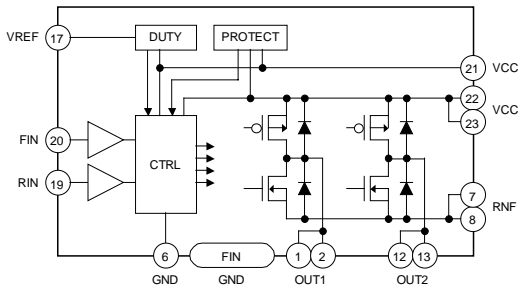 VREF 17 DUTY PROTECT
21 VCC
22 VCC
23
FIN 20
CTRL
RIN 19
7 RNF
8
6 FIN 1 2 12 13
GND GND OUT1 OUT2